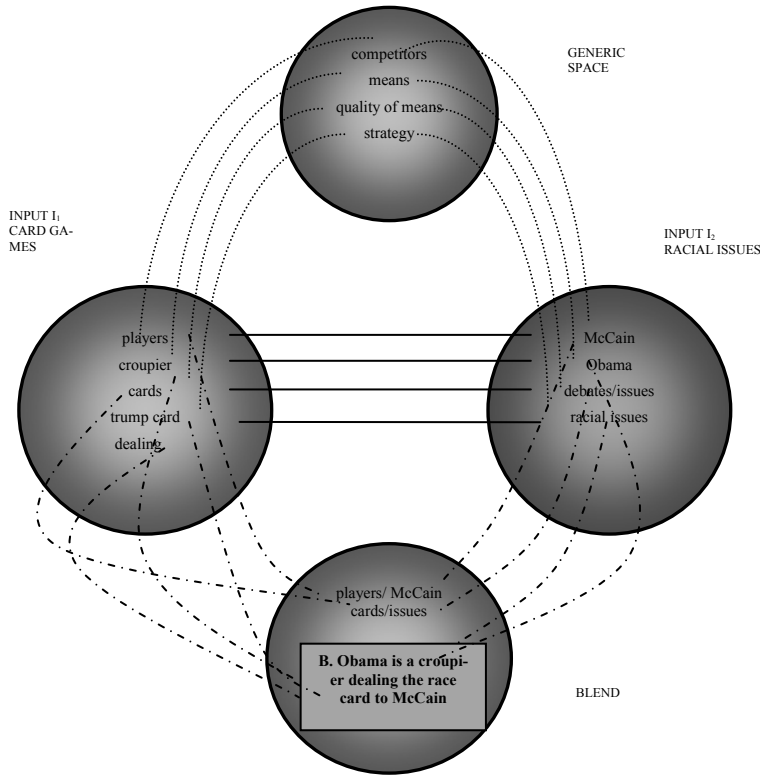 competitors
means
quality of means
strategy
GENERIC
SPACE
INPUT I₁
CARD GA-
MES
INPUT I₂
RACIAL ISSUES
players
croupier
cards
trump card
dealing
McCain
Obama
debates/issues
racial issues
players/ McCain
cards/issues
B. Obama is a croupi-
er dealing the race
card to McCain
BLEND